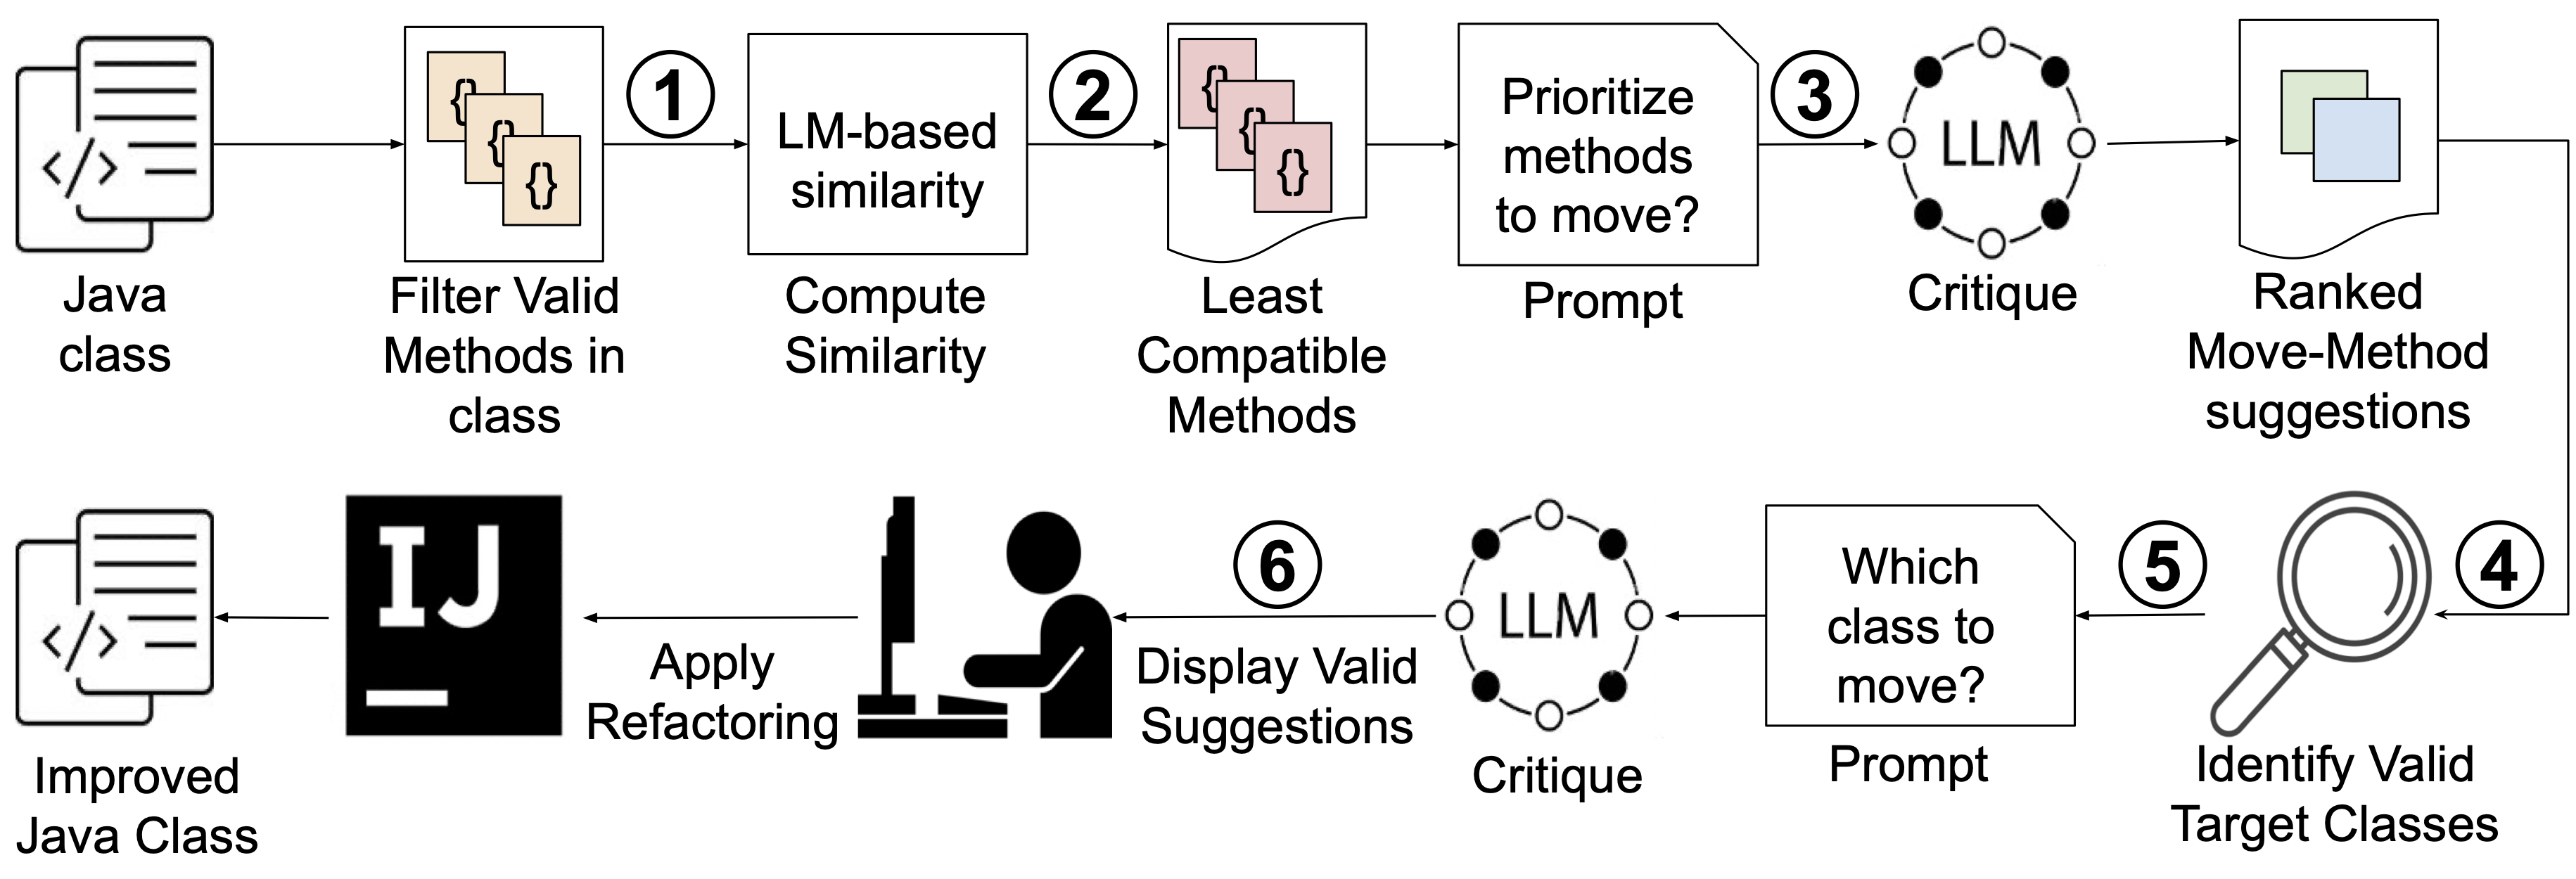 Java
class
</>
{}
{}
{}
Filter Valid
Methods in
class
1
LM-based
similarity
Compute
Similarity
2
{}
{}
{}
Least
Compatible
Methods
Prioritize
methods
to move?
Prompt
3
LLM
Critique
Ranked
Move-Method
suggestions
4
Identify Valid
Target Classes
5
Which
class to
move?
Prompt
LLM
Critique
6
Display Valid
Suggestions
Apply
Refactoring
IJ
</>
Improved
Java Class